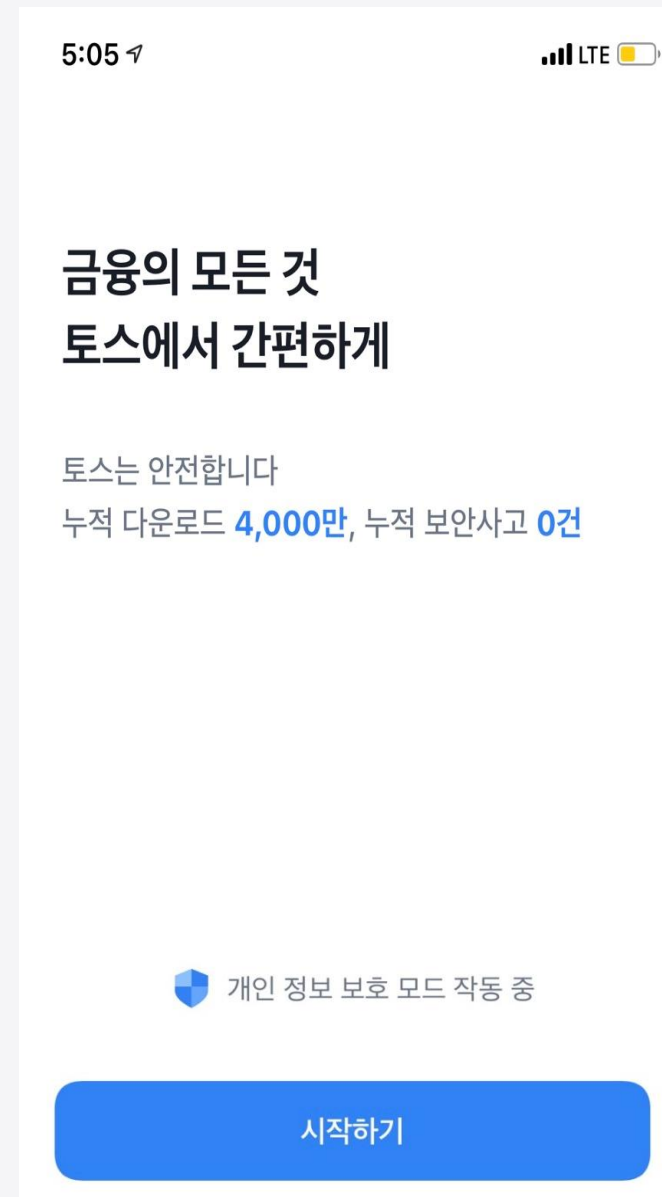 5:05
LTE
금융의 모든 것
토스에서 간편하게
토스는 안전합니다
누적 다운로드 4,000만, 누적 보안사고 0건
개인 정보 보호 모드 작동 중
시작하기